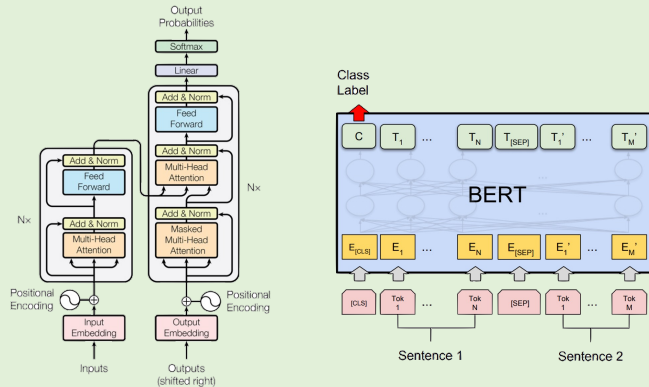 Output
Probabilities
Softmax
Linear
Add & Norm
Feed
Forward
Add & Norm
Multi-Head
Attention
Add & Norm
Masked
Multi-Head
Attention
Nx
Positional
Encoding
Output
Embedding
Outputs
(shifted right)
Add & Norm
Feed
Forward
Add & Norm
Multi-Head
Attention
Nx
Positional
Encoding
Input
Embedding
Inputs
Class
Label
C T1 ... TN T[SEP] T1' ... TM'
BERT
E[CLS] E1 ... EN E[SEP] E1' ... EM'
[CLS] Tok 1 ... Tok N [SEP] Tok 1 ... Tok M
Sentence 1 Sentence 2